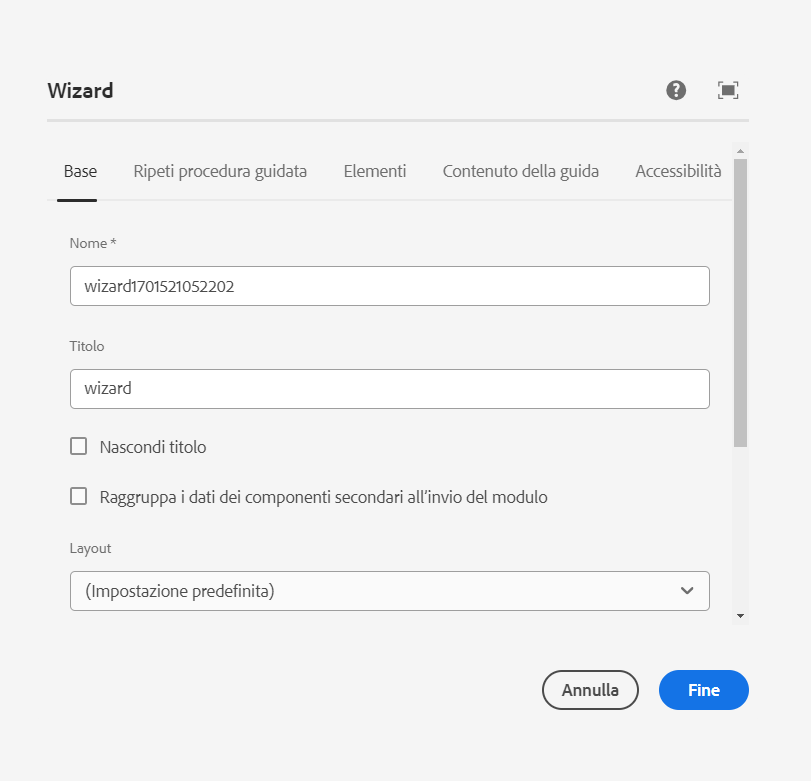 Wizard
Base Ripeti procedura guidata Elementi Contenuto della guida Accessibilità
Nome *
wizard1701521052202
Titolo
wizard
Nascondi titolo
Raggruppa i dati dei componenti secondari all’invio del modulo
Layout
(Impostazione predefinita)
Annulla Fine